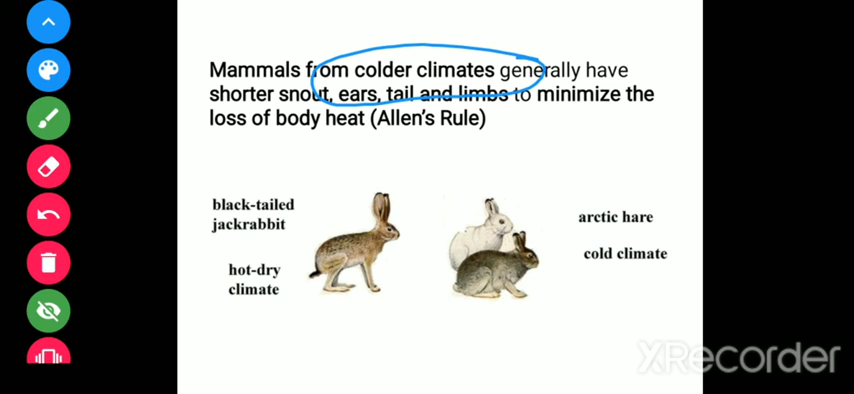 Mammals from colder climates generally have
shorter snout, ears, tail and limbs to minimize the
loss of body heat (Allen's Rule)
black-tailed
jackrabbit
hot-dry
climate
arctic hare
cold climate
XRecorder